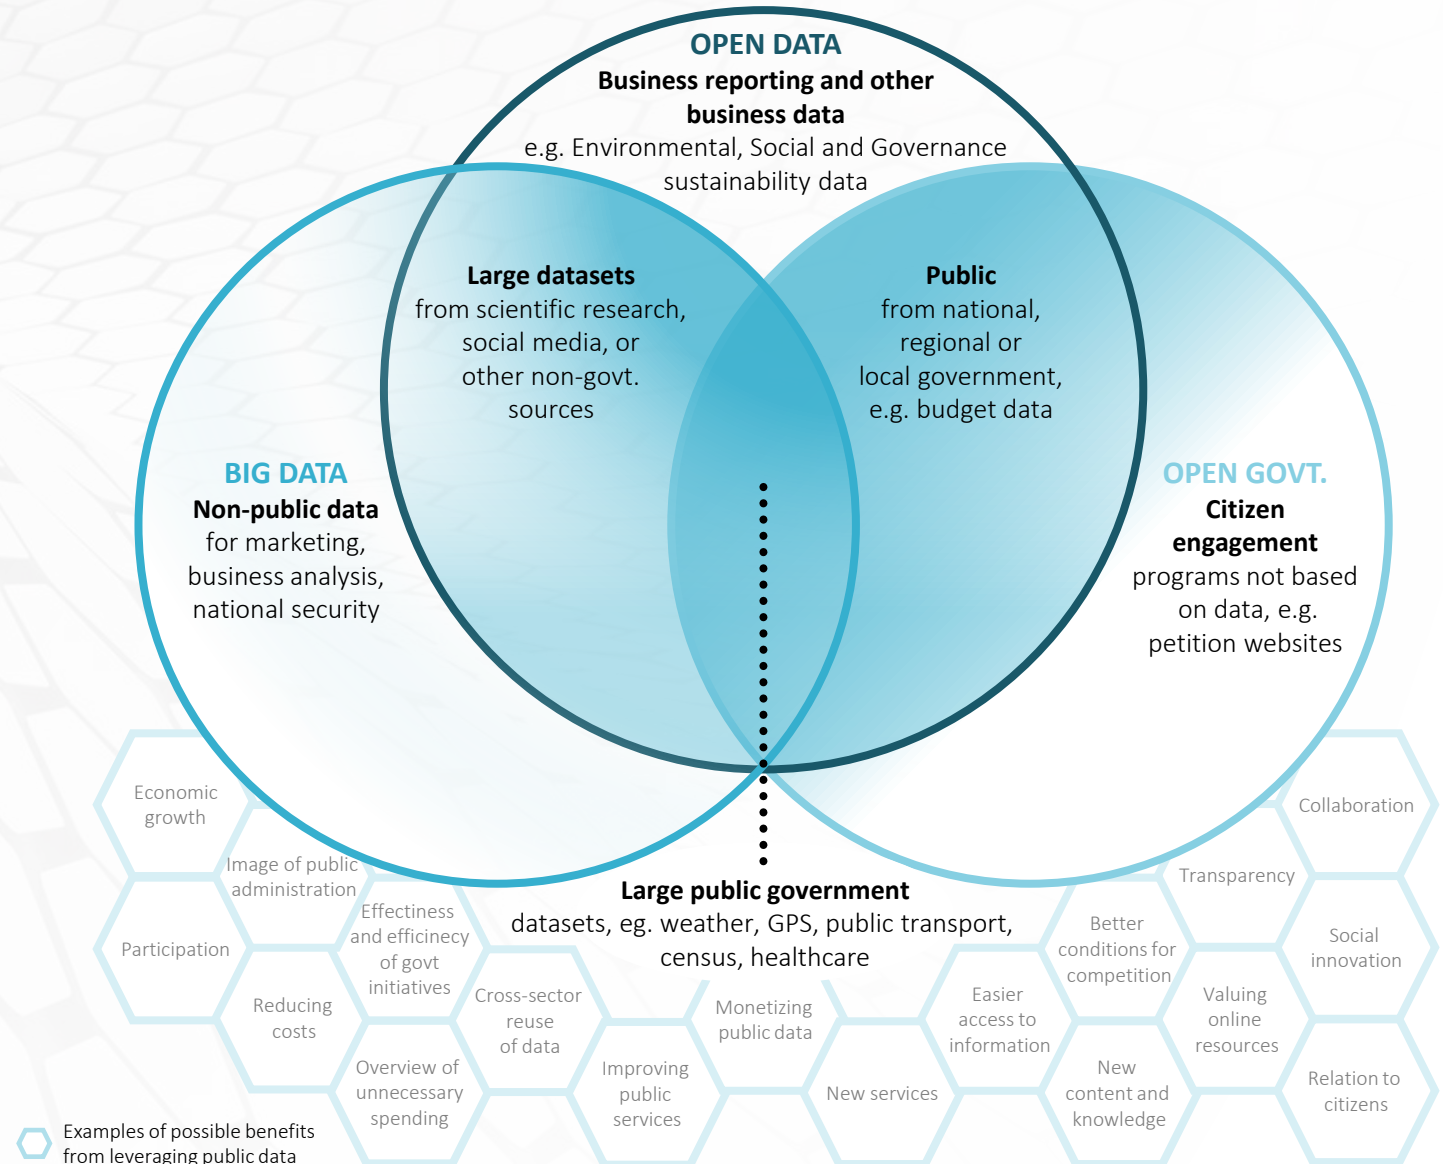 OPEN DATA
Business reporting and other
business data
e.g. Environmental, Social and Governance
sustainability data
Large datasets
from scientific research,
social media, or
other non-govt.
sources
Public
from national,
regional or
local government,
e.g. budget data
BIG DATA
Non-public data
for marketing,
business analysis,
national security
OPEN GOVT.
Citizen
engagement
programs not based
on data, e.g.
petition websites
Large public government
datasets, eg. weather, GPS, public transport,
census, healthcare
Economic
growth
Image of public
administration
Participation
Effectiness
and efficinecy
of govt
initiatives
Reducing
costs
Cross-sector
reuse
of data
Overview of
unnecessary
spending
Improving
public
services
Monetizing
public data
New services
Easier
access to
information
Better
conditions for
competition
New
content and
knowledge
Transparency
Valuing
online
resources
Collaboration
Social
innovation
Relation to
citizens
Examples of possible benefits
from leveraging public data